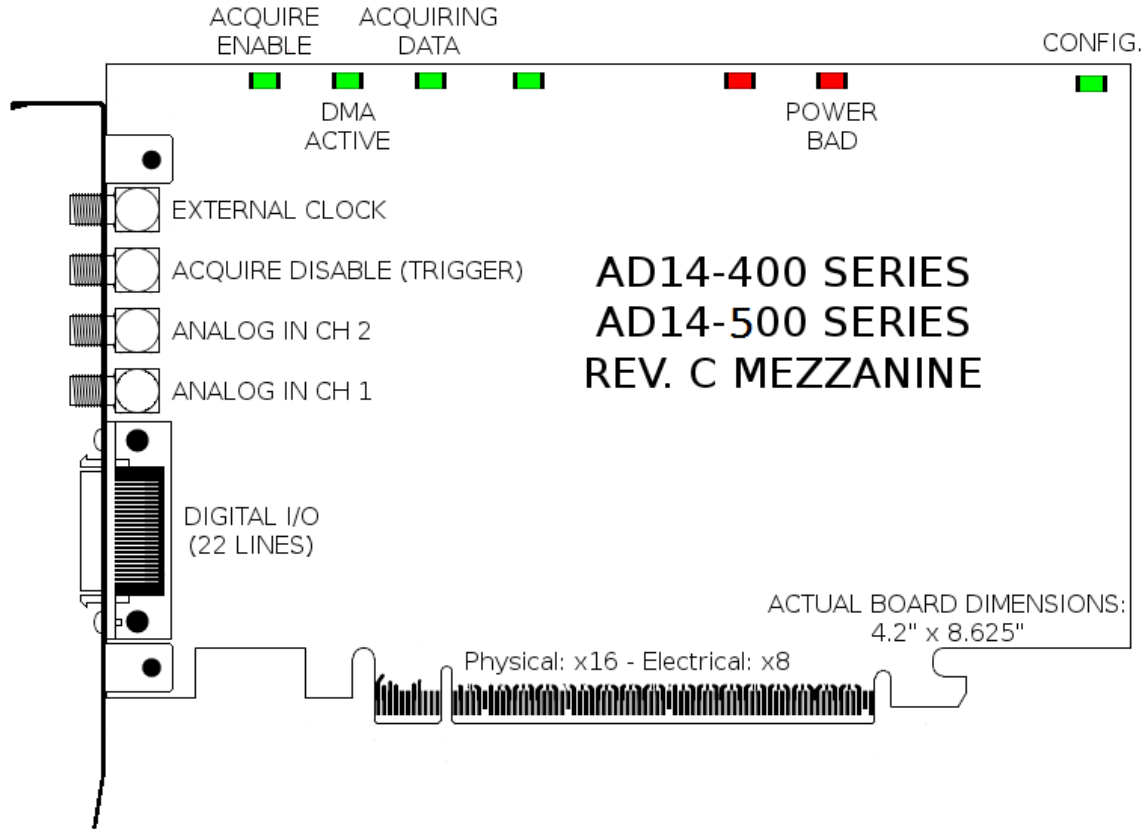 ACQUIRE
ENABLE
ACQUIRING
DATA
CONFIG.
DMA
ACTIVE
POWER
BAD
EXTERNAL CLOCK
ACQUIRE DISABLE (TRIGGER)
ANALOG IN CH 2
ANALOG IN CH 1
AD14-400 SERIES
AD14-500 SERIES
REV. C MEZZANINE
DIGITAL I/O
(22 LINES)
ACTUAL BOARD DIMENSIONS:
4.2" x 8.625"
Physical: x16 - Electrical: x8